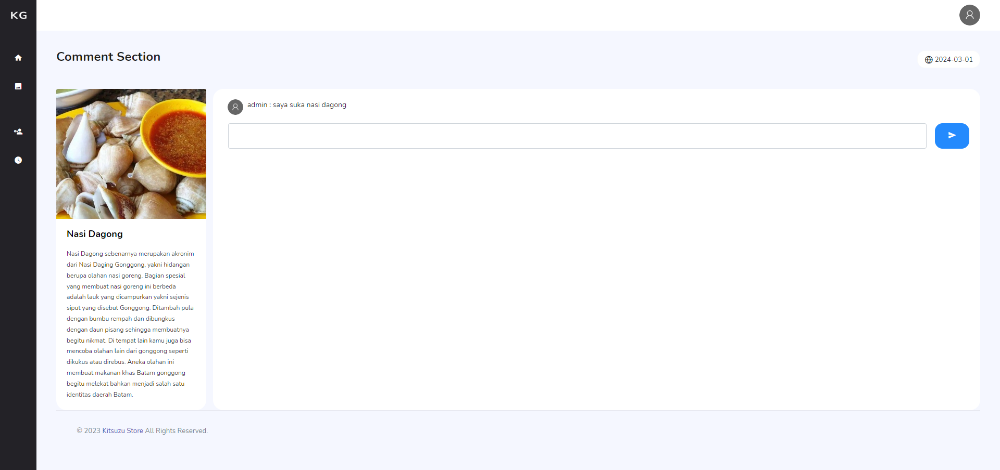 KG
Comment Section
2024-03-01
admin : saya suka nasi dagong
Nasi Dagong
Nasi Dagong sebenarnya merupakan akronim
dari Nasi Daging Gonggong, yakni hidangan
berupa olahan nasi goreng. Bagian spesial
yang membuat nasi goreng ini berbeda
adalah lauk yang dicampurkan yakni sejenis
siput yang disebut Gonggong. Ditambah pula
dengan bumbu rempah dan dibungkus
dengan daun pisang sehingga membuatnya
begitu nikmat. Di tempat lain kamu juga bisa
mencoba olahan lain dari gonggong seperti
dikukus atau direbus. Aneka olahan ini
membuat makanan khas Batam gonggong
begitu melekat bahkan menjadi salah satu
identitas daerah Batam.
© 2023 Kitsuzu Store All Rights Reserved.